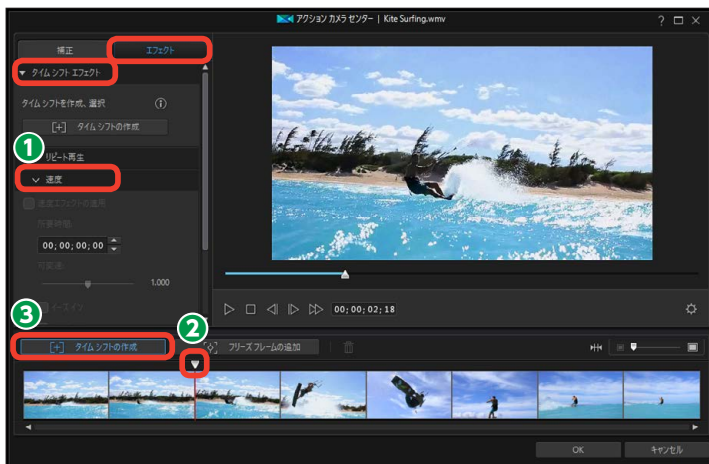 アクション カメラ センター | Kite Surfing.wmv
補正
エフェクト
タイム シフト エフェクト
タイム シフトを作成、選択
[+] タイム シフトの作成
1
リピート再生
速度
速度エフェクトの適用
所要時間:
00;00;00;00
可変速:
1.000
イーズイン
00;00;02;18
3
2
[+] タイム シフトの作成
フリーズ フレームの追加
OK
キャンセル